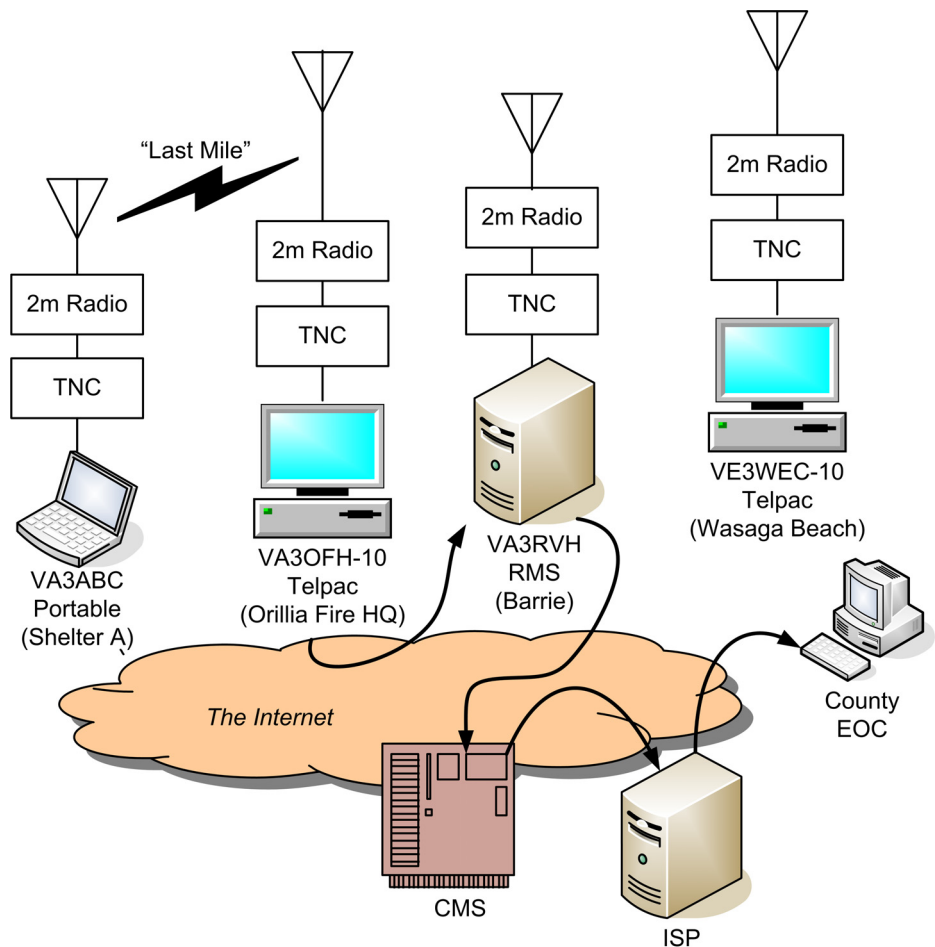 “Last Mile”
2m Radio
TNC
VA3ABC
Portable
(Shelter A)
2m Radio
TNC
VA3OFH-10
Telpac
(Orillia Fire HQ)
2m Radio
TNC
VA3RVH
RMS
(Barrie)
2m Radio
TNC
VE3WEC-10
Telpac
(Wasaga Beach)
The Internet
County
EOC
CMS
ISP